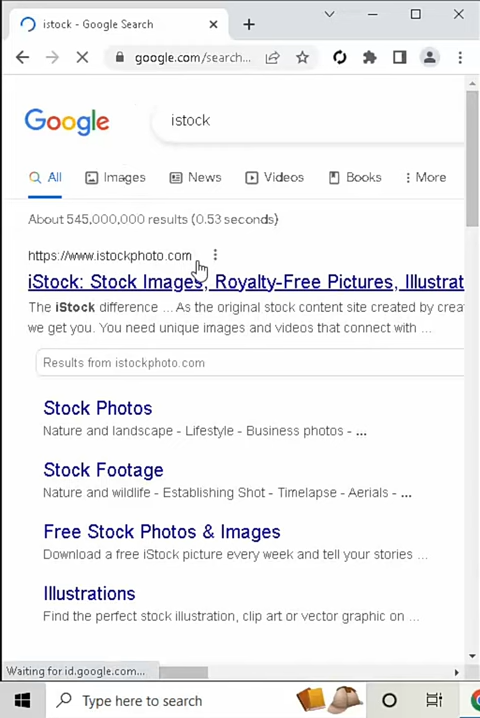 istock - Google Search
google.com/search...
Google
istock
All Images News Videos Books More
About 545,000,000 results (0.53 seconds)
https://www.istockphoto.com
iStock: Stock Images, Royalty-Free Pictures, Illustrat
The iStock difference ... As the original stock content site created by crea
we get you. You need unique images and videos that connect with ...
Results from istockphoto.com
Stock Photos
Nature and landscape - Lifestyle - Business photos - ...
Stock Footage
Nature and wildlife - Establishing Shot - Timelapse - Aerials - ...
Free Stock Photos & Images
Download a free iStock picture every week and tell your stories ...
Illustrations
Find the perfect stock illustration, clip art or vector graphic on ...
Waiting for id.google.com...
Type here to search